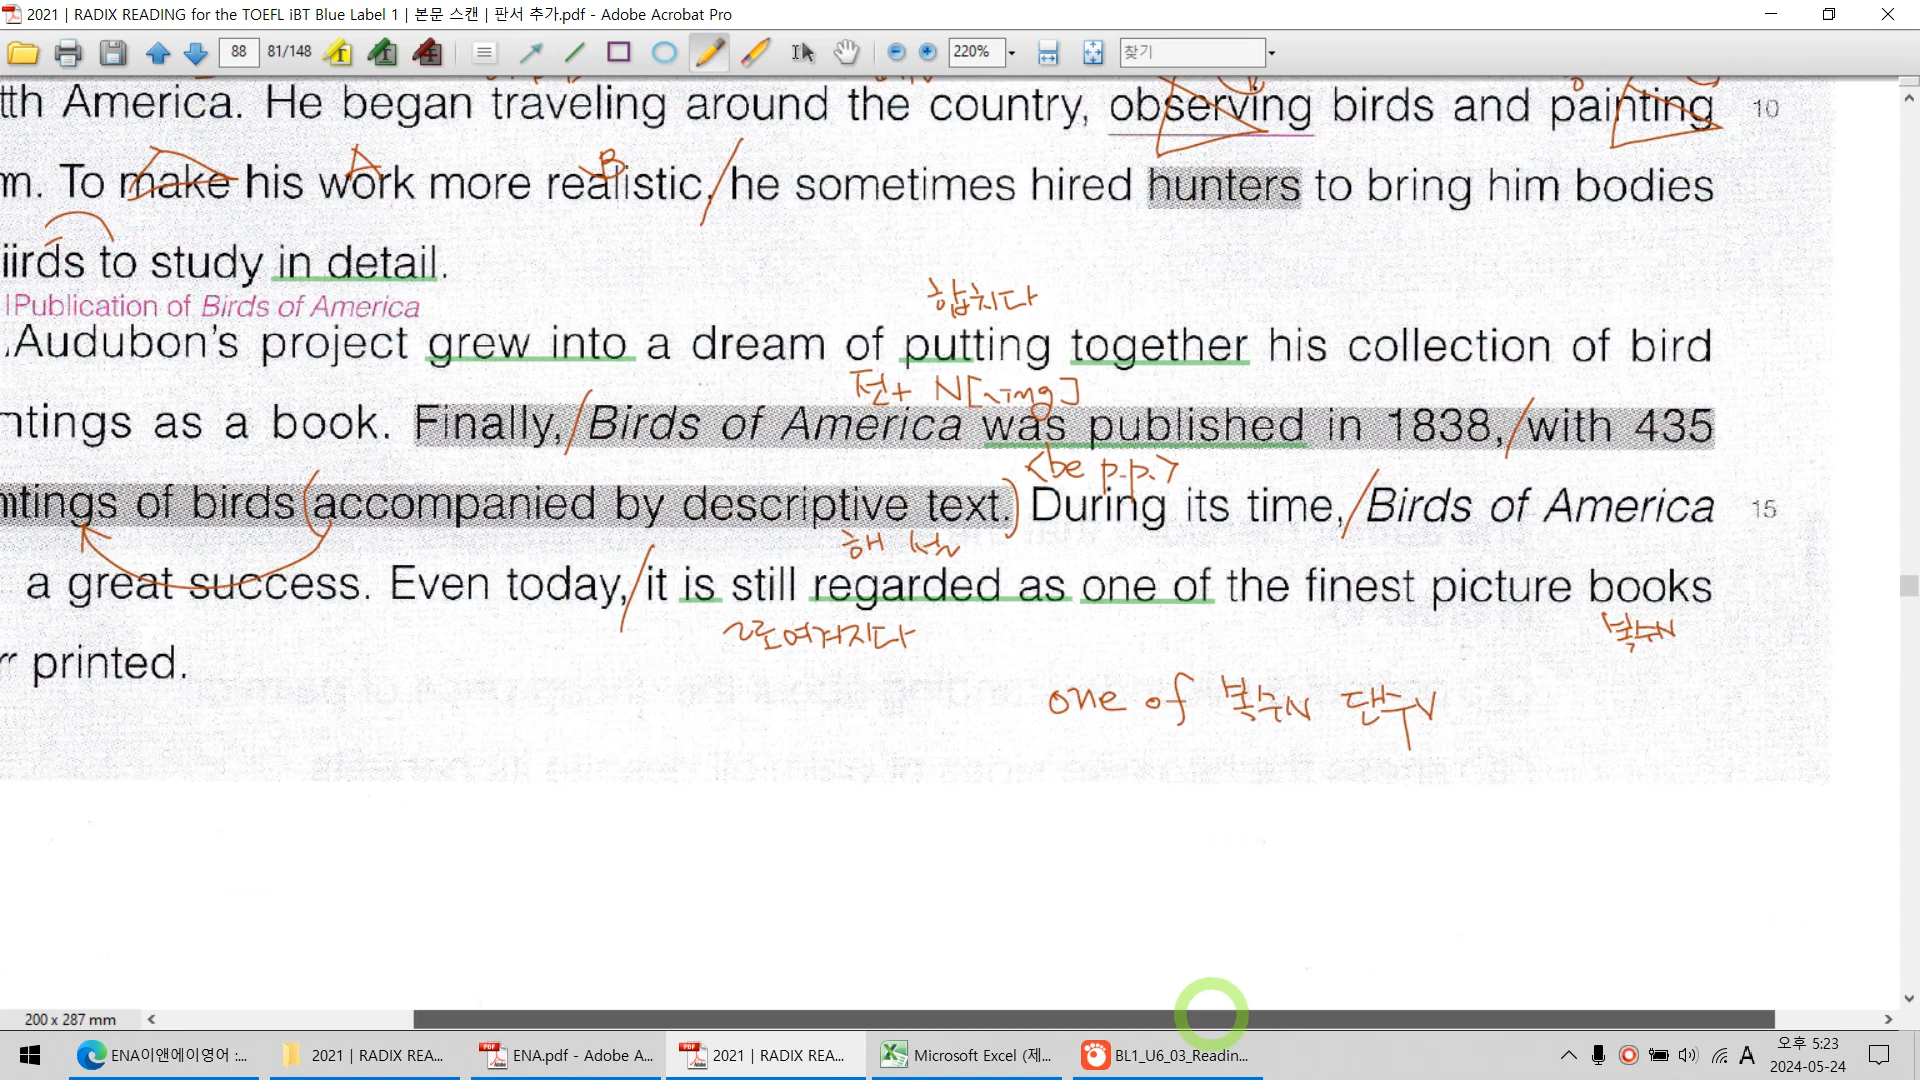 2021 | RADIX READING for the TOEFL iBT Blue Label 1 | 본문 스캔 | 판서 추가.pdf - Adobe Acrobat Pro
88 81/148 220% 찾기
tth America. He began traveling around the country, observing birds and painting 10
m. To make his work more realistic, he sometimes hired hunters to bring him bodies
A B
iirds to study in detail.
Publication of Birds of America
합치다
Audubon's project grew into a dream of putting together his collection of bird
전+ N[~ing]
ntings as a book. Finally, Birds of America was published in 1838, with 435
<be p.p.>
ntings of birds (accompanied by descriptive text.) During its time, Birds of America 15
해설
a great success. Even today, it is still regarded as one of the finest picture books
~로여겨지다 복수N
r printed.
one of 복수N 단수V
200 x 287 mm
ENA이앤에이영어 :... 2021 | RADIX REA... ENA.pdf - Adobe A... 2021 | RADIX REA... Microsoft Excel (제... BL1_U6_03_Readin... A 오후 5:23
2024-05-24